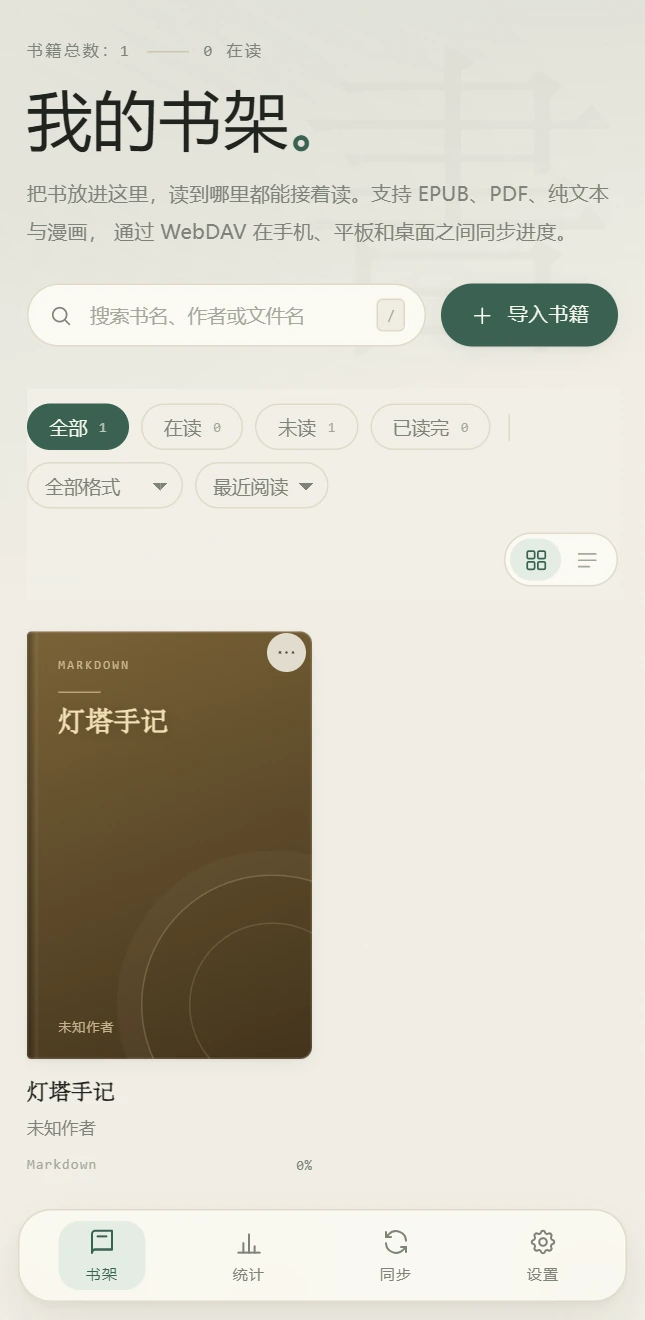 书籍总数: 1 0 在读
我的书架。
把书放进这里，读到哪里都能接着读。支持 EPUB、PDF、纯文本
与漫画， 通过 WebDAV 在手机、平板和桌面之间同步进度。
搜索书名、作者或文件名 /
导入书籍
全部 1 在读 0 未读 1 已读完 0
全部格式 最近阅读
MARKDOWN
灯塔手记
未知作者
灯塔手记
未知作者
Markdown 0%
书架 统计 同步 设置
書